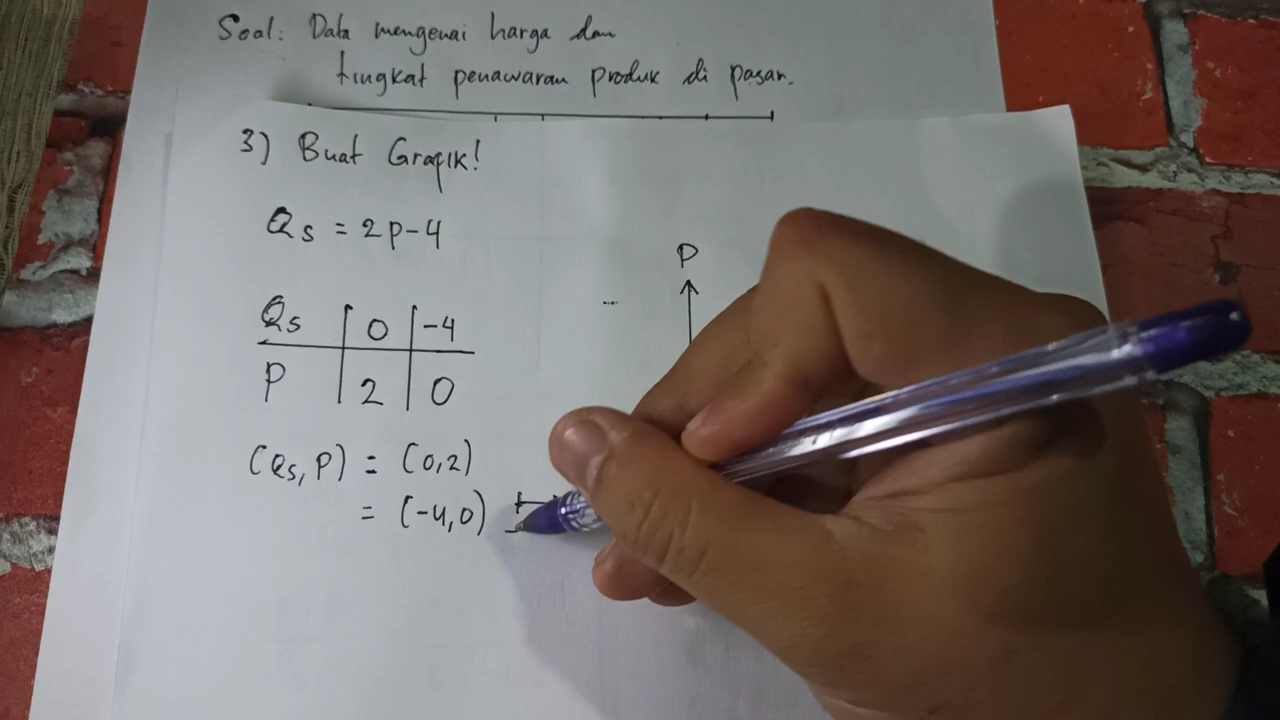 Soal: Data mengenai harga dan
tingkat penawaran produk di pasar.
3) Buat Grafik!
Qs = 2P-4
Qs | 0 | -4
P | 2 | 0
(Qs, P) = (0,2)
= (-4,0)
P
-